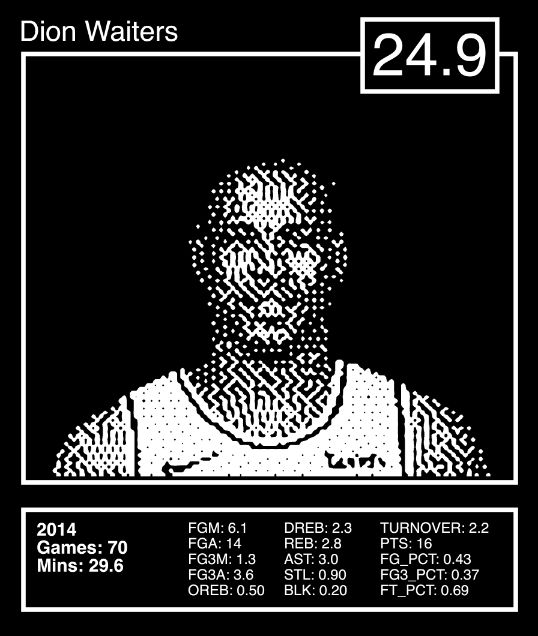 Dion Waiters
24.9
2014
Games: 70
Mins: 29.6
FGM: 6.1
FGA: 14
FG3M: 1.3
FG3A: 3.6
OREB: 0.50
DREB: 2.3
REB: 2.8
AST: 3.0
STL: 0.90
BLK: 0.20
TURNOVER: 2.2
PTS: 16
FG_PCT: 0.43
FG3_PCT: 0.37
FT_PCT: 0.69